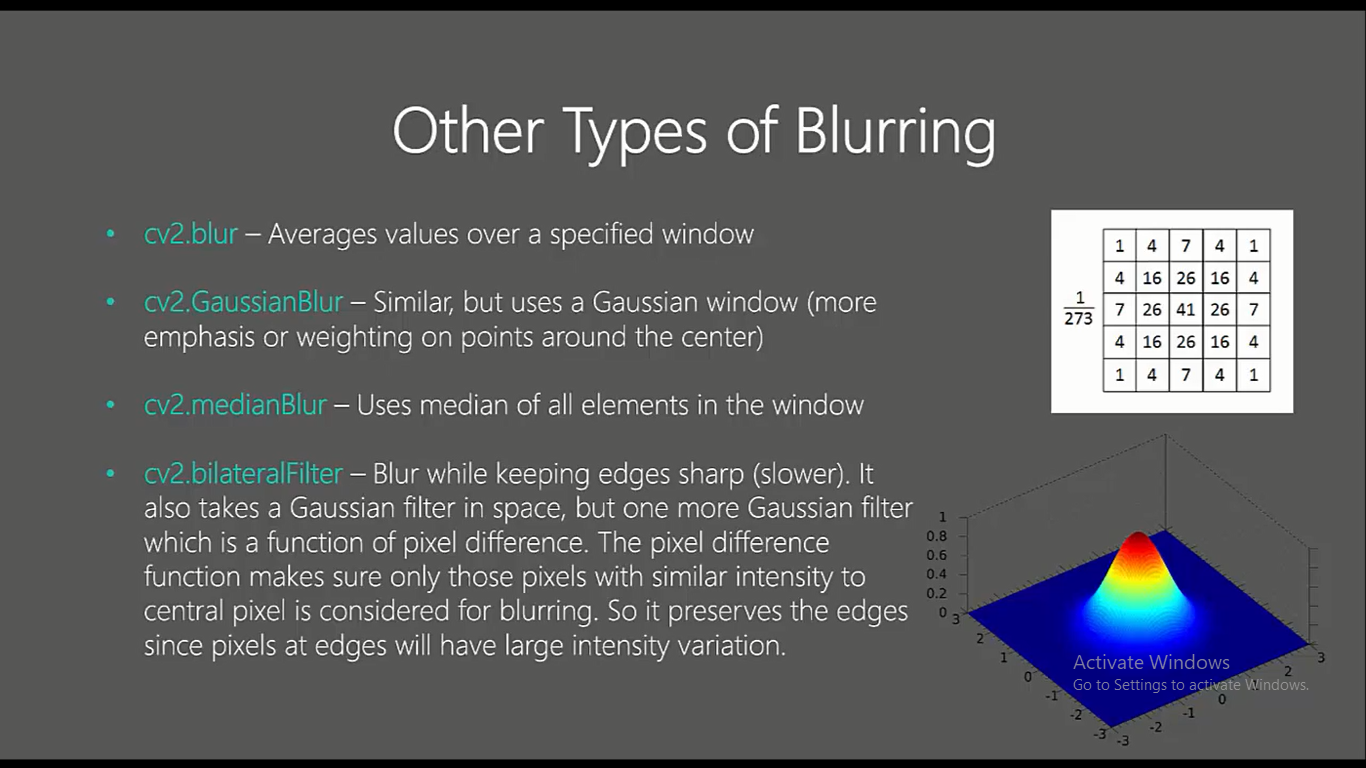 Other Types of Blurring
• cv2.blur – Averages values over a specified window
• cv2.GaussianBlur – Similar, but uses a Gaussian window (more
emphasis or weighting on points around the center)
• cv2.medianBlur – Uses median of all elements in the window
• cv2.bilateralFilter – Blur while keeping edges sharp (slower). It
also takes a Gaussian filter in space, but one more Gaussian filter
which is a function of pixel difference. The pixel difference
function makes sure only those pixels with similar intensity to
central pixel is considered for blurring. So it preserves the edges
since pixels at edges will have large intensity variation.
1
273
1 4 7 4 1
4 16 26 16 4
7 26 41 26 7
4 16 26 16 4
1 4 7 4 1
1
0.8
0.6
0.4
0.2
0
3
2
1
0
-1
-2
-3
-3
-2
-1
0
1
2
3
Activate Windows
Go to Settings to activate Windows.